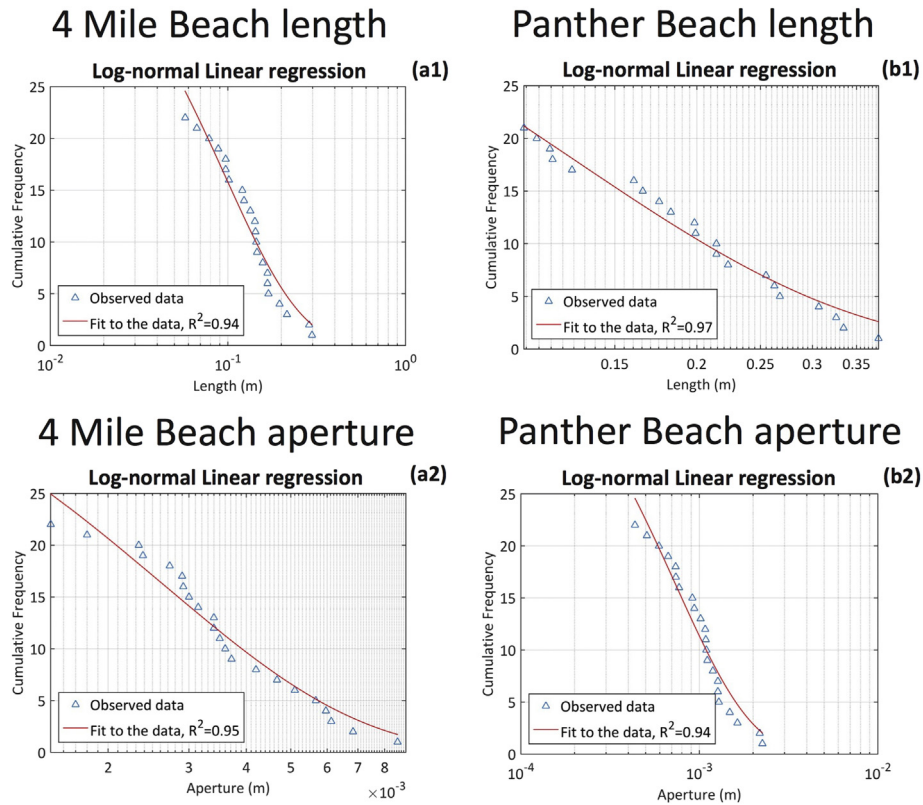 4 Mile Beach length
Log-normal Linear regression (a1)
Cumulative Frequency
25
20
15
10
5
0
Observed data
Fit to the data, R²=0.94
10⁻² 10⁻¹ 10⁰
Length (m)
Panther Beach length
Log-normal Linear regression (b1)
Cumulative Frequency
25
20
15
10
5
0
Observed data
Fit to the data, R²=0.97
0.15 0.2 0.25 0.3 0.35
Length (m)
4 Mile Beach aperture
Log-normal Linear regression (a2)
Cumulative Frequency
25
20
15
10
5
0
Observed data
Fit to the data, R²=0.95
2 3 4 5 6 7 8
Aperture (m) ×10⁻³
Panther Beach aperture
Log-normal Linear regression (b2)
Cumulative Frequency
25
20
15
10
5
0
Observed data
Fit to the data, R²=0.94
10⁻⁴ 10⁻³ 10⁻²
Aperture (m)